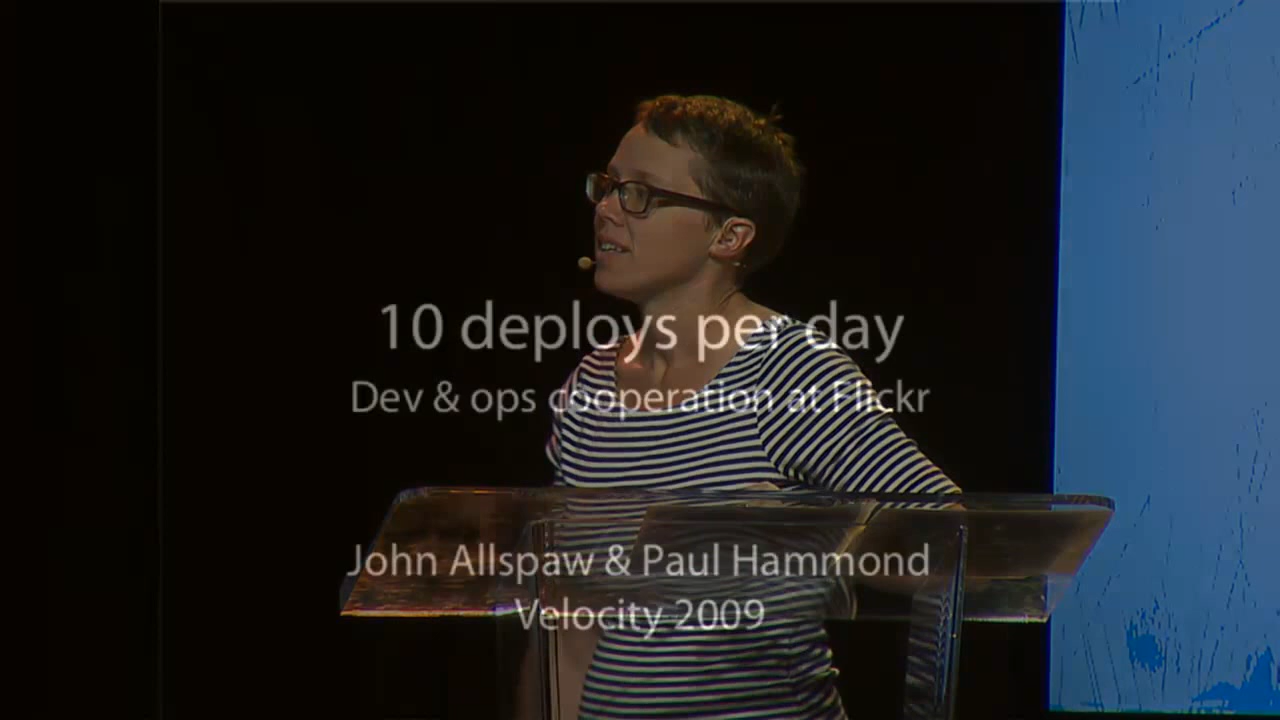 10 deploys per day
Dev & ops cooperation at Flickr
John Allspaw & Paul Hammond
Velocity 2009